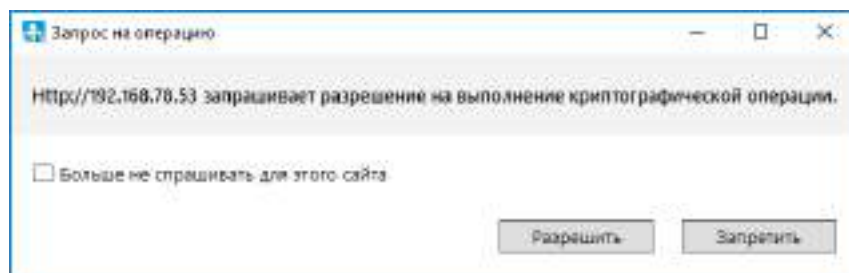 Запрос на операцию
Http://192.168.78.53 запрашивает разрешение на выполнение криптографической операции.
Больше не спрашивать для этого сайта
Разрешить Запретить